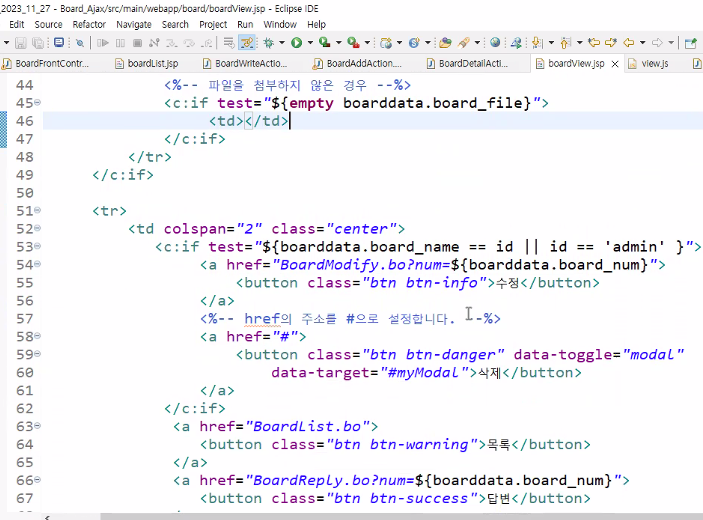 2023_11_27 - Board_Ajax/src/main/webapp/board/boardView.jsp - Eclipse IDE
Edit Source Refactor Navigate Search Project Run Window Help
BoardFrontContr... boardList.jsp BoardWriteActio... BoardAddAction.... BoardDetailActi... boardView.jsp view.js
44 <%-- 파일을 첨부하지 않은 경우 --%>
45 <c:if test="${empty boarddata.board_file}">
46 <td></td>
47 </c:if>
48 </tr>
49 </c:if>
50
51 <tr>
52 <td colspan="2" class="center">
53 <c:if test="${boarddata.board_name == id || id == 'admin' }">
54 <a href="BoardModify.bo?num=${boarddata.board_num}">
55 <button class="btn btn-info">수정</button>
56 </a>
57 <%-- href의 주소를 #으로 설정합니다. --%>
58 <a href="#">
59 <button class="btn btn-danger" data-toggle="modal"
60 data-target="#myModal">삭제</button>
61 </a>
62 </c:if>
63 <a href="BoardList.bo">
64 <button class="btn btn-warning">목록</button>
65 </a>
66 <a href="BoardReply.bo?num=${boarddata.board_num}">
67 <button class="btn btn-success">답변</button>